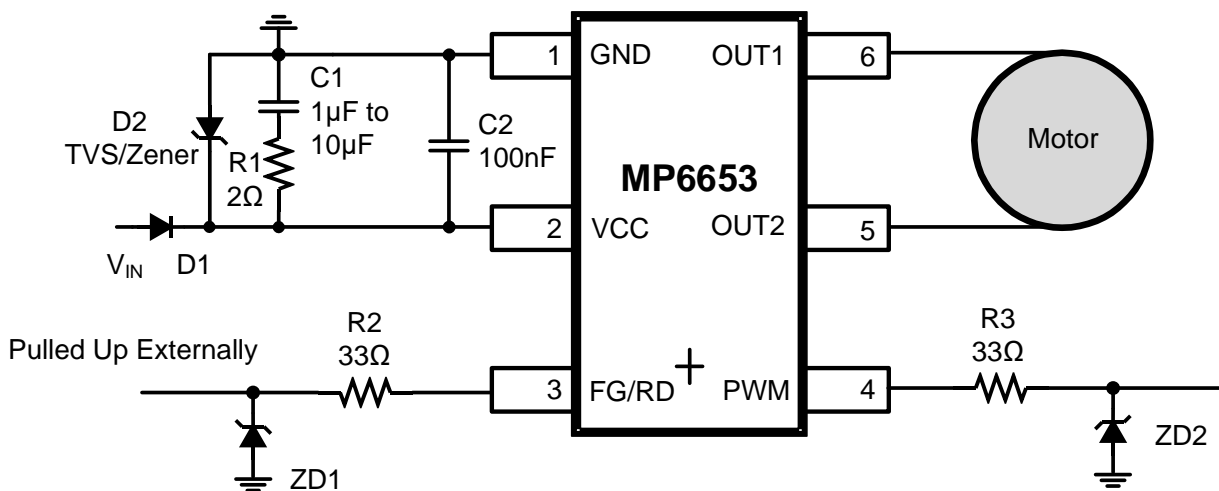 1 GND OUT1 6
C1
1µF to
10µF
D2
TVS/Zener
R1
2Ω
C2
100nF
MP6653
Motor
2 VCC OUT2 5
VIN D1
R2
33Ω
Pulled Up Externally
R3
33Ω
3 FG/RD PWM 4
ZD1
ZD2